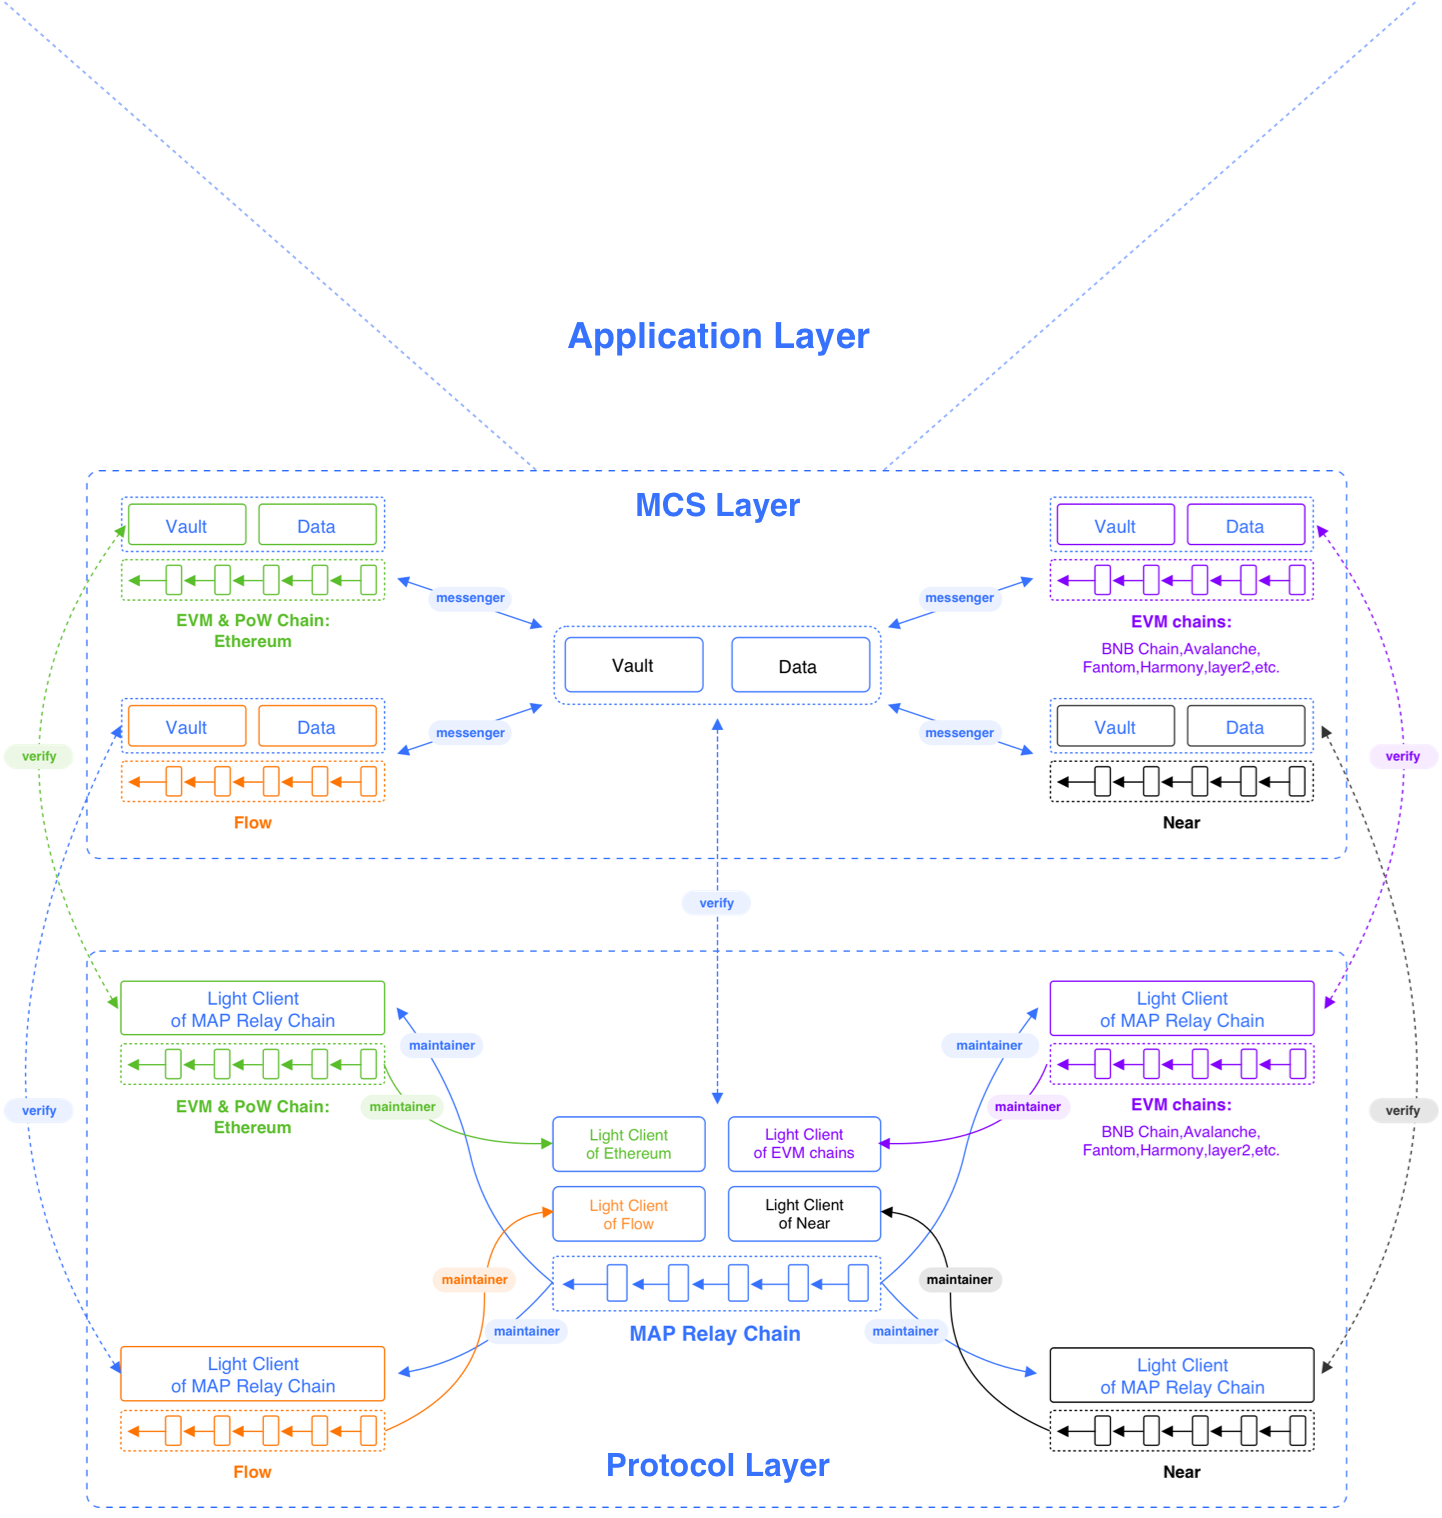 Application Layer
MCS Layer
Vault
Data
Vault
Data
EVM & PoW Chain:
Ethereum
messenger
messenger
EVM chains:
BNB Chain,Avalanche,
Fantom,Harmony,layer2,etc.
Vault
Data
Vault
Data
Vault
Data
messenger
messenger
verify
verify
Flow
Near
verify
Light Client
of MAP Relay Chain
Light Client
of MAP Relay Chain
maintainer
maintainer
EVM & PoW Chain:
Ethereum
maintainer
maintainer
EVM chains:
BNB Chain,Avalanche,
Fantom,Harmony,layer2,etc.
verify
verify
Light Client
of Ethereum
Light Client
of EVM chains
Light Client
of Flow
Light Client
of Near
maintainer
maintainer
MAP Relay Chain
maintainer
maintainer
Light Client
of MAP Relay Chain
Light Client
of MAP Relay Chain
Flow
Protocol Layer
Near